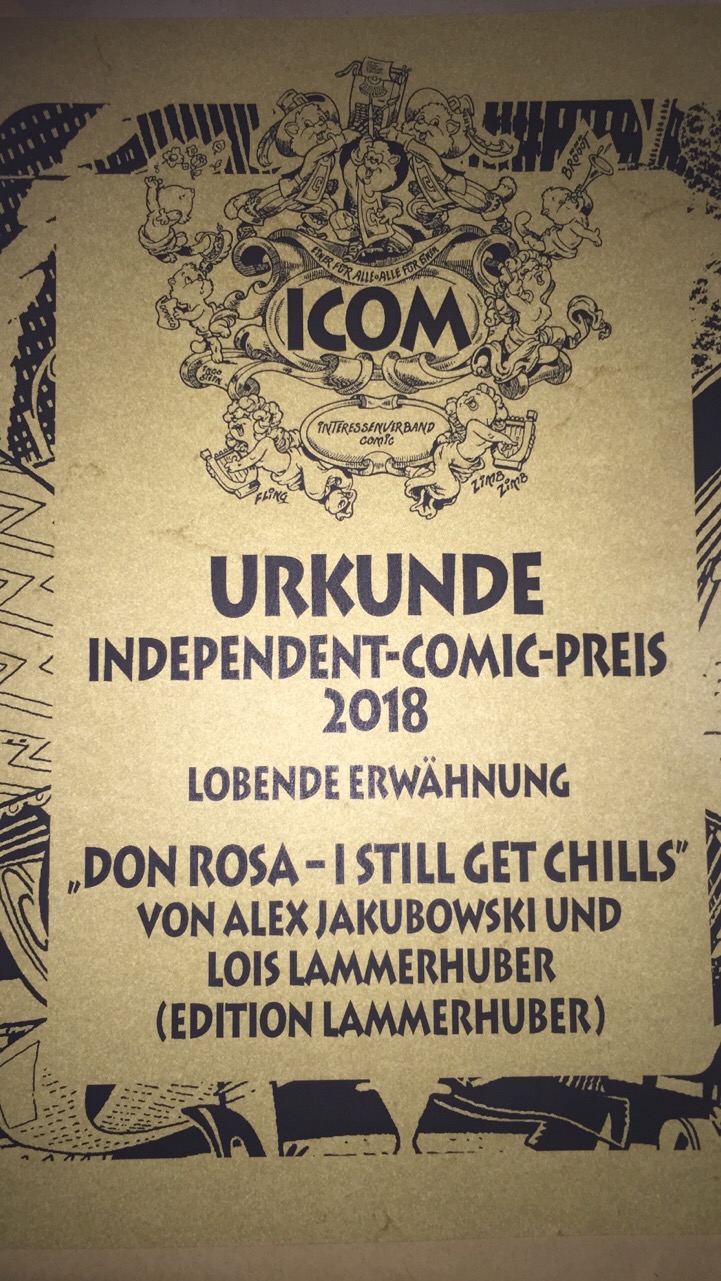 BRÖÖT
EINER FÜR ALLE ALLE FÜR EINEN
ICOM
INTERESSENVERBAND
COMIC
FLING
ZIMB
ZIMB
URKUNDE
INDEPENDENT-COMIC-PREIS
2018
LOBENDE ERWÄHNUNG
„DON ROSA – I STILL GET CHILLS”
VON ALEX JAKUBOWSKI UND
LOIS LAMMERHUBER
(EDITION LAMMERHUBER)